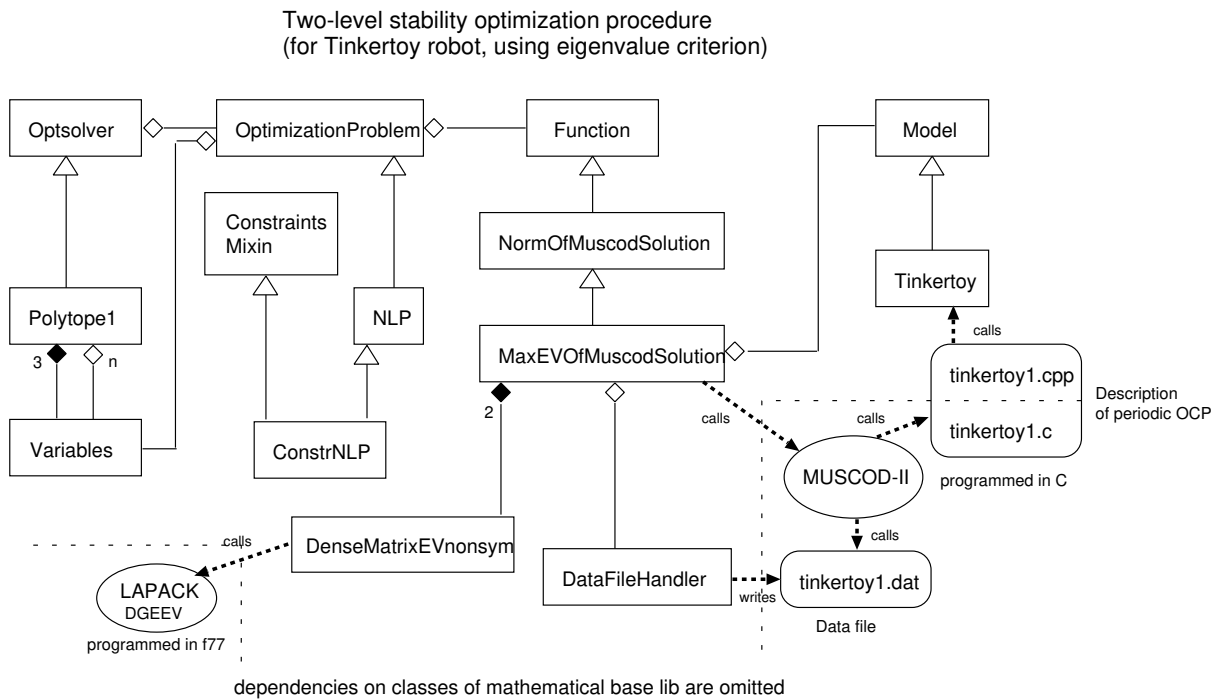 Two-level stability optimization procedure
(for Tinkertoy robot, using eigenvalue criterion)
Optsolver
OptimizationProblem
Function
Model
Constraints
Mixin
NormOfMuscodSolution
Tinkertoy
Polytope1
NLP
MaxEVOfMuscodSolution
calls
3
n
tinkertoy1.cpp
Description
of periodic OCP
2
calls
calls
tinkertoy1.c
Variables
ConstrNLP
MUSCOD-II
programmed in C
calls
calls
DenseMatrixEVnonsym
DataFileHandler
writes
tinkertoy1.dat
LAPACK
DGEEV
programmed in f77
Data file
dependencies on classes of mathematical base lib are omitted